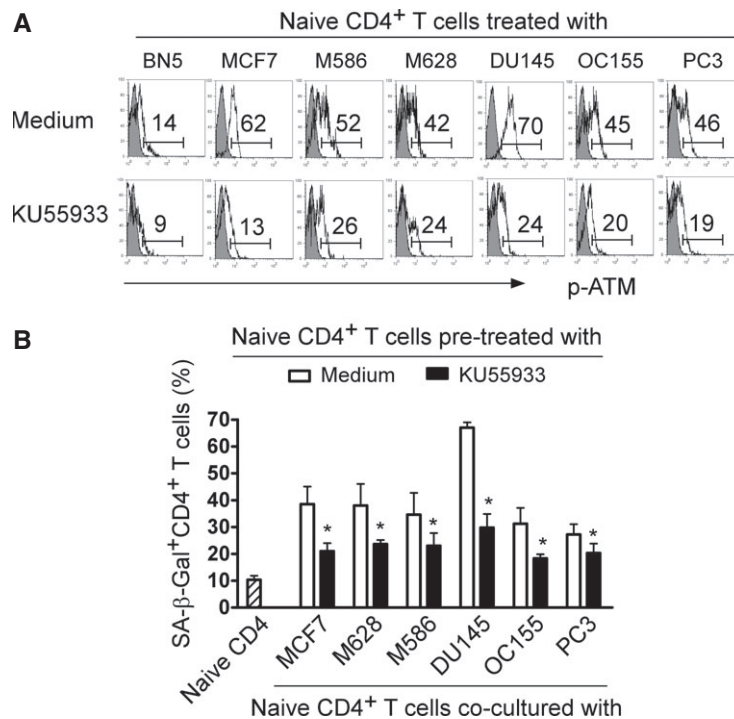 A
Naive CD4+ T cells treated with
BN5 MCF7 M586 M628 DU145 OC155 PC3
Medium
14 62 52 42 70 45 46
KU55933
9 13 26 24 24 20 19
p-ATM
B
Naive CD4+ T cells pre-treated with
Medium KU55933
SA-β-Gal+CD4+ T cells (%)
70
60
50
40
30
20
10
0
* * * * * *
Naive CD4 MCF7 M628 M586 DU145 OC155 PC3
Naive CD4+ T cells co-cultured with